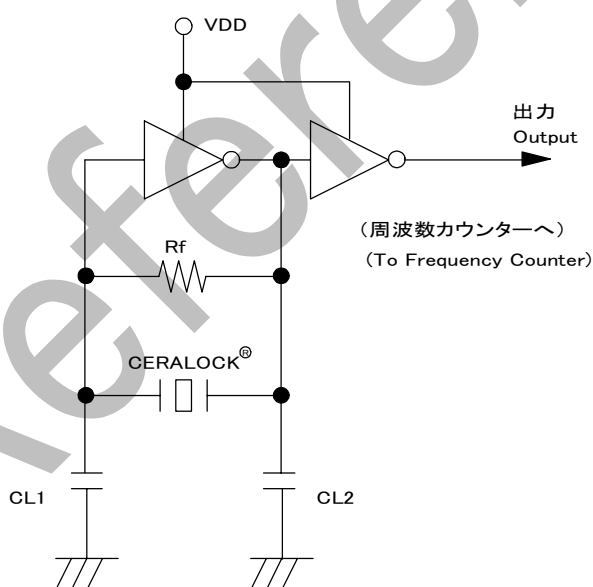 VDD
出力
Output
(周波数カウンターへ)
(To Frequency Counter)
Rf
CERALOCK®
CL1
CL2